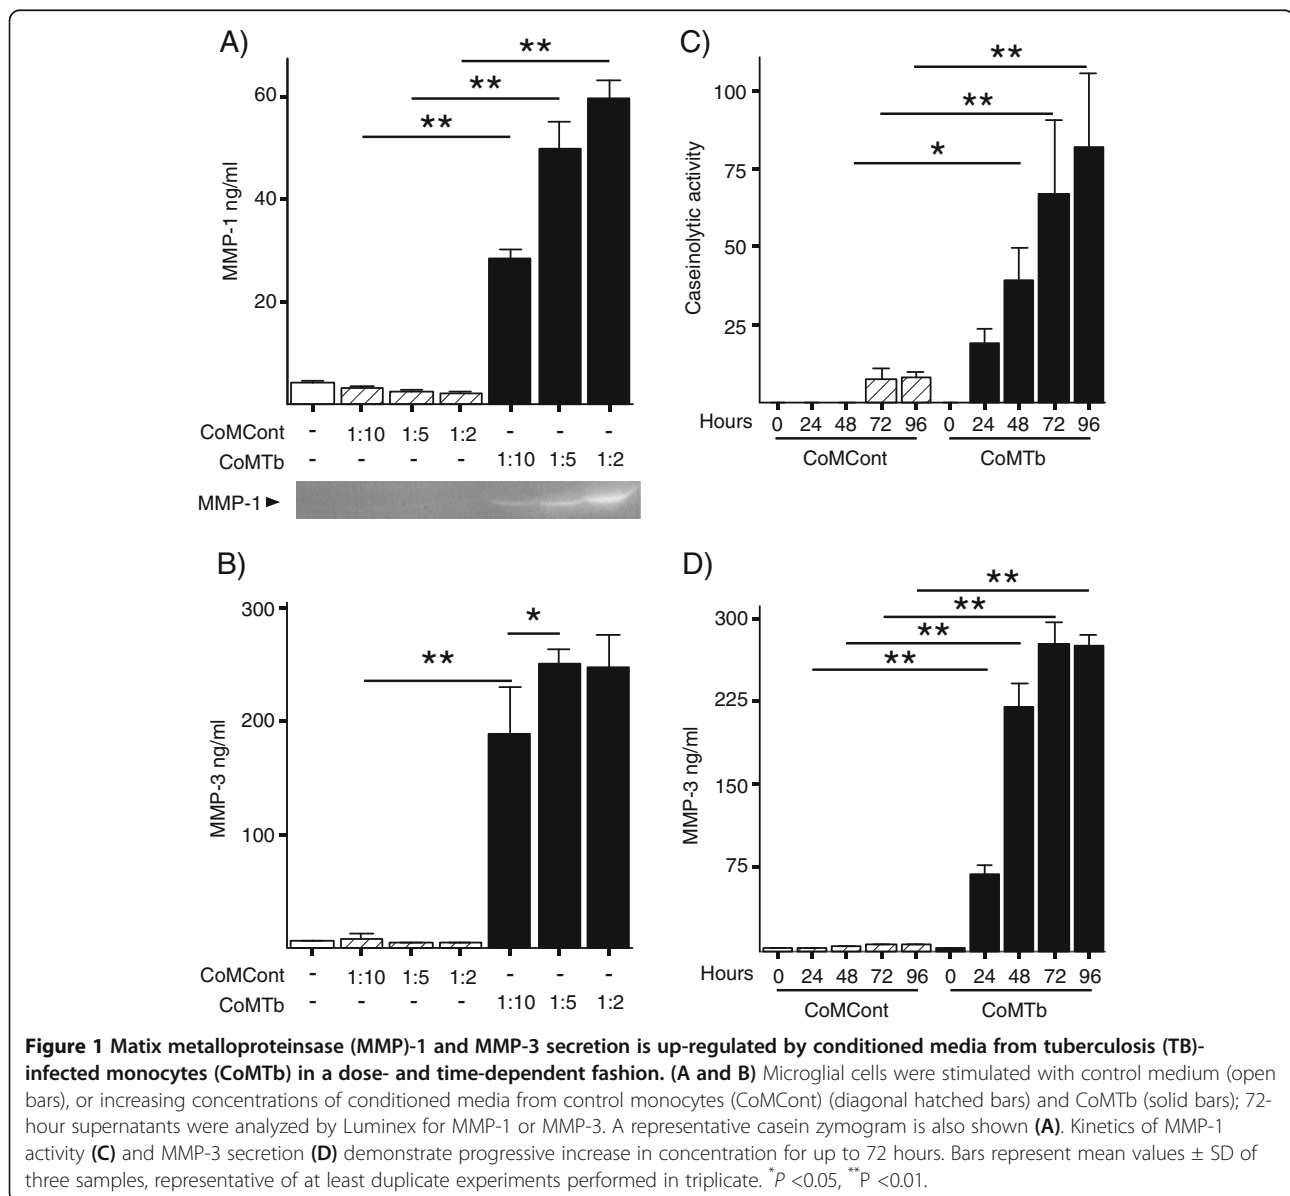 A)
**
**
**
60
40
20
MMP-1 ng/ml
CoMCont - 1:10 1:5 1:2 - - -
CoMTb - - - - 1:10 1:5 1:2
MMP-1 ►
C)
**
**
*
100
75
50
25
Caseinolytic activity
Hours 0 24 48 72 96 0 24 48 72 96
CoMCont CoMTb
B)
*
**
300
200
100
MMP-3 ng/ml
CoMCont - 1:10 1:5 1:2 - - -
CoMTb - - - - 1:10 1:5 1:2
D)
**
**
**
**
300
225
150
75
MMP-3 ng/ml
Hours 0 24 48 72 96 0 24 48 72 96
CoMCont CoMTb
Figure 1 Matix metalloproteinsase (MMP)-1 and MMP-3 secretion is up-regulated by conditioned media from tuberculosis (TB)-
infected monocytes (CoMTb) in a dose- and time-dependent fashion. (A and B) Microglial cells were stimulated with control medium (open
bars), or increasing concentrations of conditioned media from control monocytes (CoMCont) (diagonal hatched bars) and CoMTb (solid bars); 72-
hour supernatants were analyzed by Luminex for MMP-1 or MMP-3. A representative casein zymogram is also shown (A). Kinetics of MMP-1
activity (C) and MMP-3 secretion (D) demonstrate progressive increase in concentration for up to 72 hours. Bars represent mean values ± SD of
three samples, representative of at least duplicate experiments performed in triplicate. *P <0.05, **P <0.01.